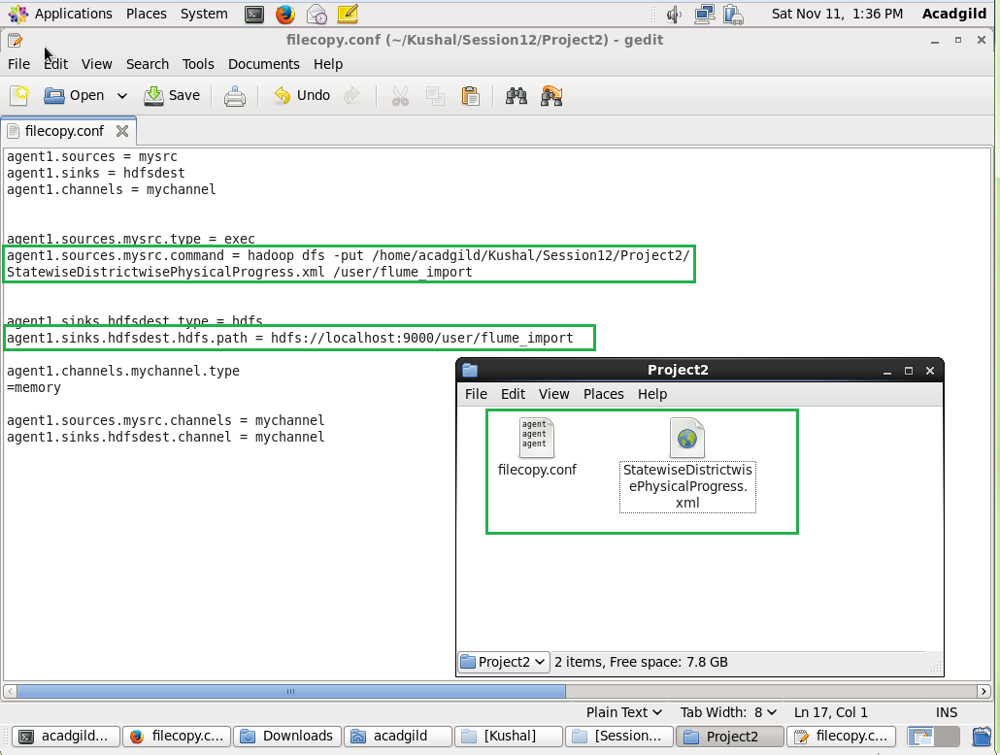 Applications Places System Sat Nov 11, 1:36 PM Acadgild
filecopy.conf (~/Kushal/Session12/Project2) - gedit
File Edit View Search Tools Documents Help
Open Save Undo
filecopy.conf
agent1.sources = mysrc
agent1.sinks = hdfsdest
agent1.channels = mychannel
agent1.sources.mysrc.type = exec
agent1.sources.mysrc.command = hadoop dfs -put /home/acadgild/Kushal/Session12/Project2/
StatewiseDistrictwisePhysicalProgress.xml /user/flume_import
agent1.sinks.hdfsdest.type = hdfs
agent1.sinks.hdfsdest.hdfs.path = hdfs://localhost:9000/user/flume_import
agent1.channels.mychannel.type
=memory
agent1.sources.mysrc.channels = mychannel
agent1.sinks.hdfsdest.channel = mychannel
Project2
File Edit View Places Help
agent
agent
agent
filecopy.conf
StatewiseDistrictwis
ePhysicalProgress.
xml
Project2 2 items, Free space: 7.8 GB
Plain Text Tab Width: 8 Ln 17, Col 1 INS
acadgild... filecopy.c... Downloads acadgild [Kushal] [Session... Project2 filecopy.c...